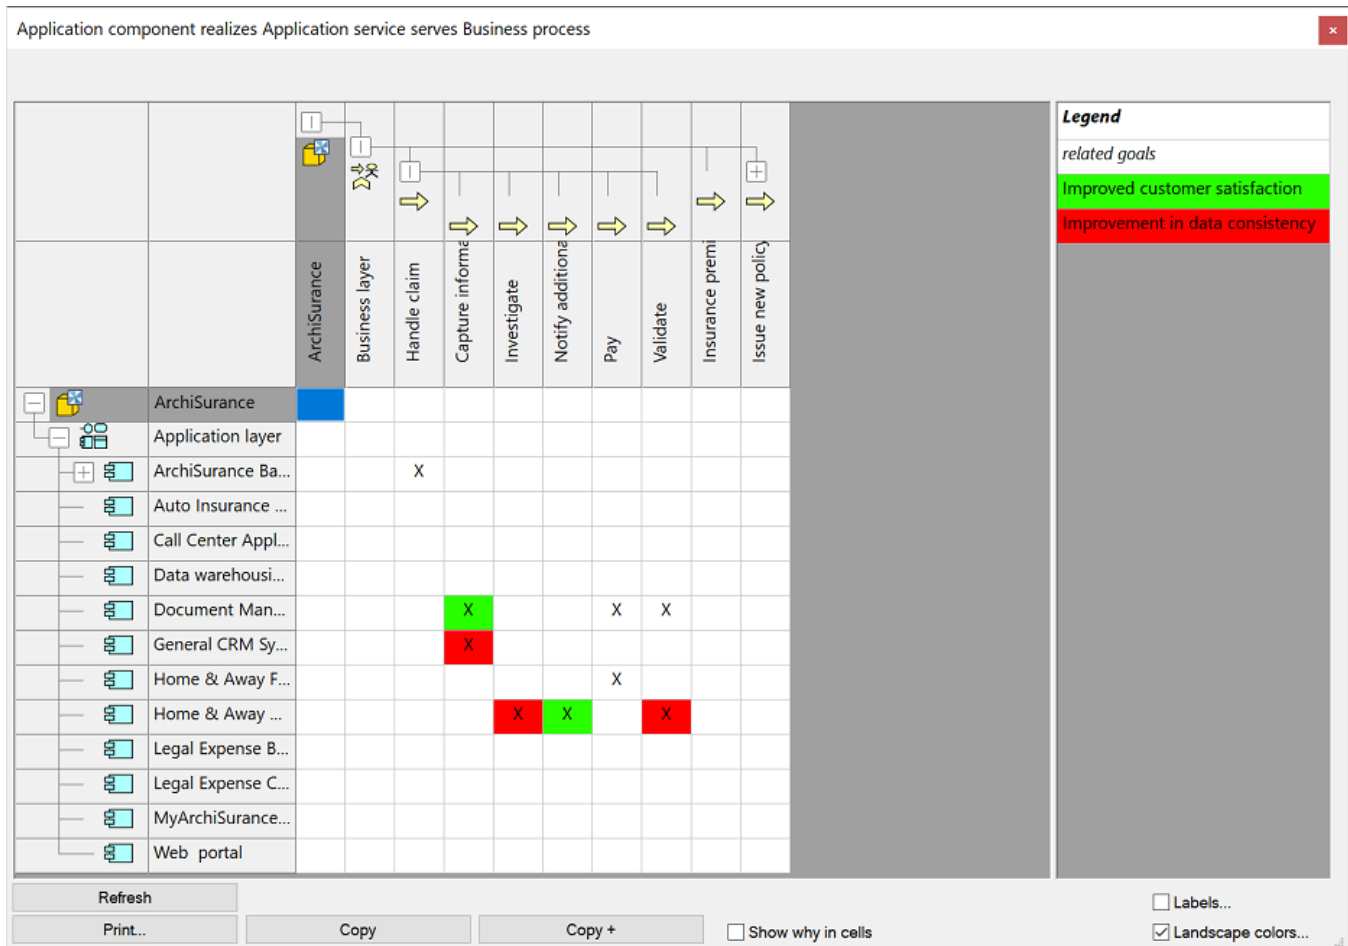 Application component realizes Application service serves Business process
x
Legend
related goals
Improved customer satisfaction
Improvement in data consistency
ArchiSurance
Business layer
Handle claim
Capture informa
Investigate
Notify additiona
Pay
Validate
Insurance premi
Issue new policy
ArchiSurance
Application layer
ArchiSurance Ba... X
Auto Insurance ...
Call Center Appl...
Data warehousi...
Document Man... X X X
General CRM Sy... X
Home & Away F... X
Home & Away ... X X X
Legal Expense B...
Legal Expense C...
MyArchiSurance...
Web portal
Refresh
Labels...
Print... Copy Copy + Show why in cells Landscape colors...